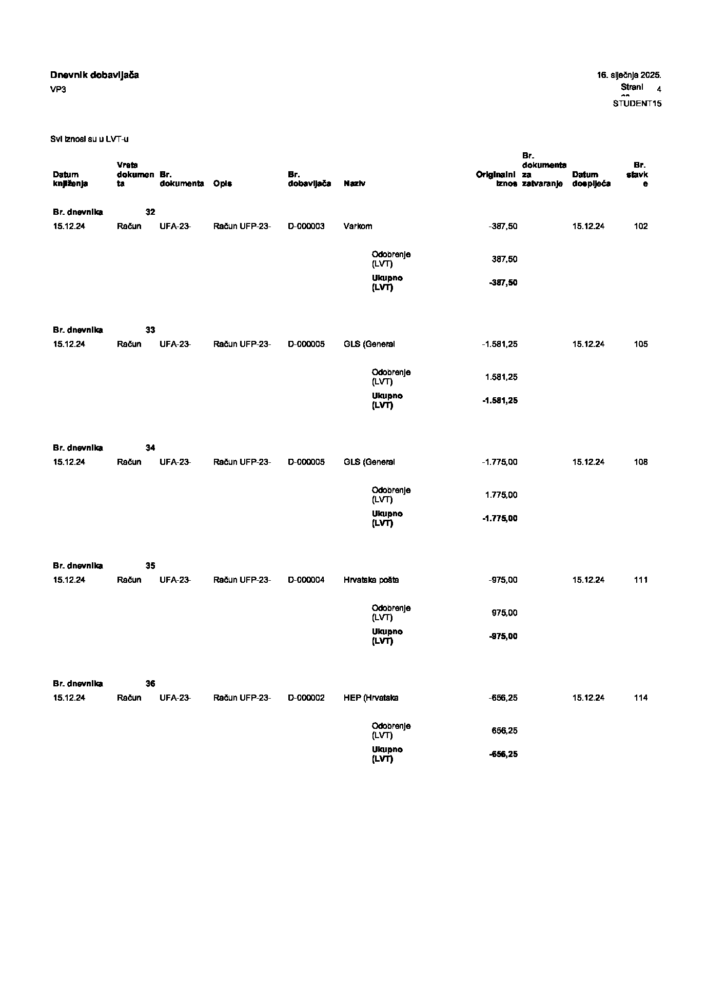 Dnevnik dobavljača
16. siječnja 2025.
VP3
Strani 4
STUDENT15
Svi iznosi su u LVT-u
Datum knjiženja Vrsta dokumen ta Br. dokumenta Opis Br. dobavljača Naziv Originalni iznos Br. dokumenta za zatvaranje Datum dospijeća Br. stavk e
Br. dnevnika 32
15.12.24 Račun UFA-23- Račun UFP-23- D-000003 Varkom -387,50 15.12.24 102
Odobrenje (LVT) 387,50
Ukupno (LVT) -387,50
Br. dnevnika 33
15.12.24 Račun UFA-23- Račun UFP-23- D-000005 GLS (General -1.581,25 15.12.24 105
Odobrenje (LVT) 1.581,25
Ukupno (LVT) -1.581,25
Br. dnevnika 34
15.12.24 Račun UFA-23- Račun UFP-23- D-000005 GLS (General -1.775,00 15.12.24 108
Odobrenje (LVT) 1.775,00
Ukupno (LVT) -1.775,00
Br. dnevnika 35
15.12.24 Račun UFA-23- Račun UFP-23- D-000004 Hrvatska pošta -975,00 15.12.24 111
Odobrenje (LVT) 975,00
Ukupno (LVT) -975,00
Br. dnevnika 36
15.12.24 Račun UFA-23- Račun UFP-23- D-000002 HEP (Hrvatska -656,25 15.12.24 114
Odobrenje (LVT) 656,25
Ukupno (LVT) -656,25